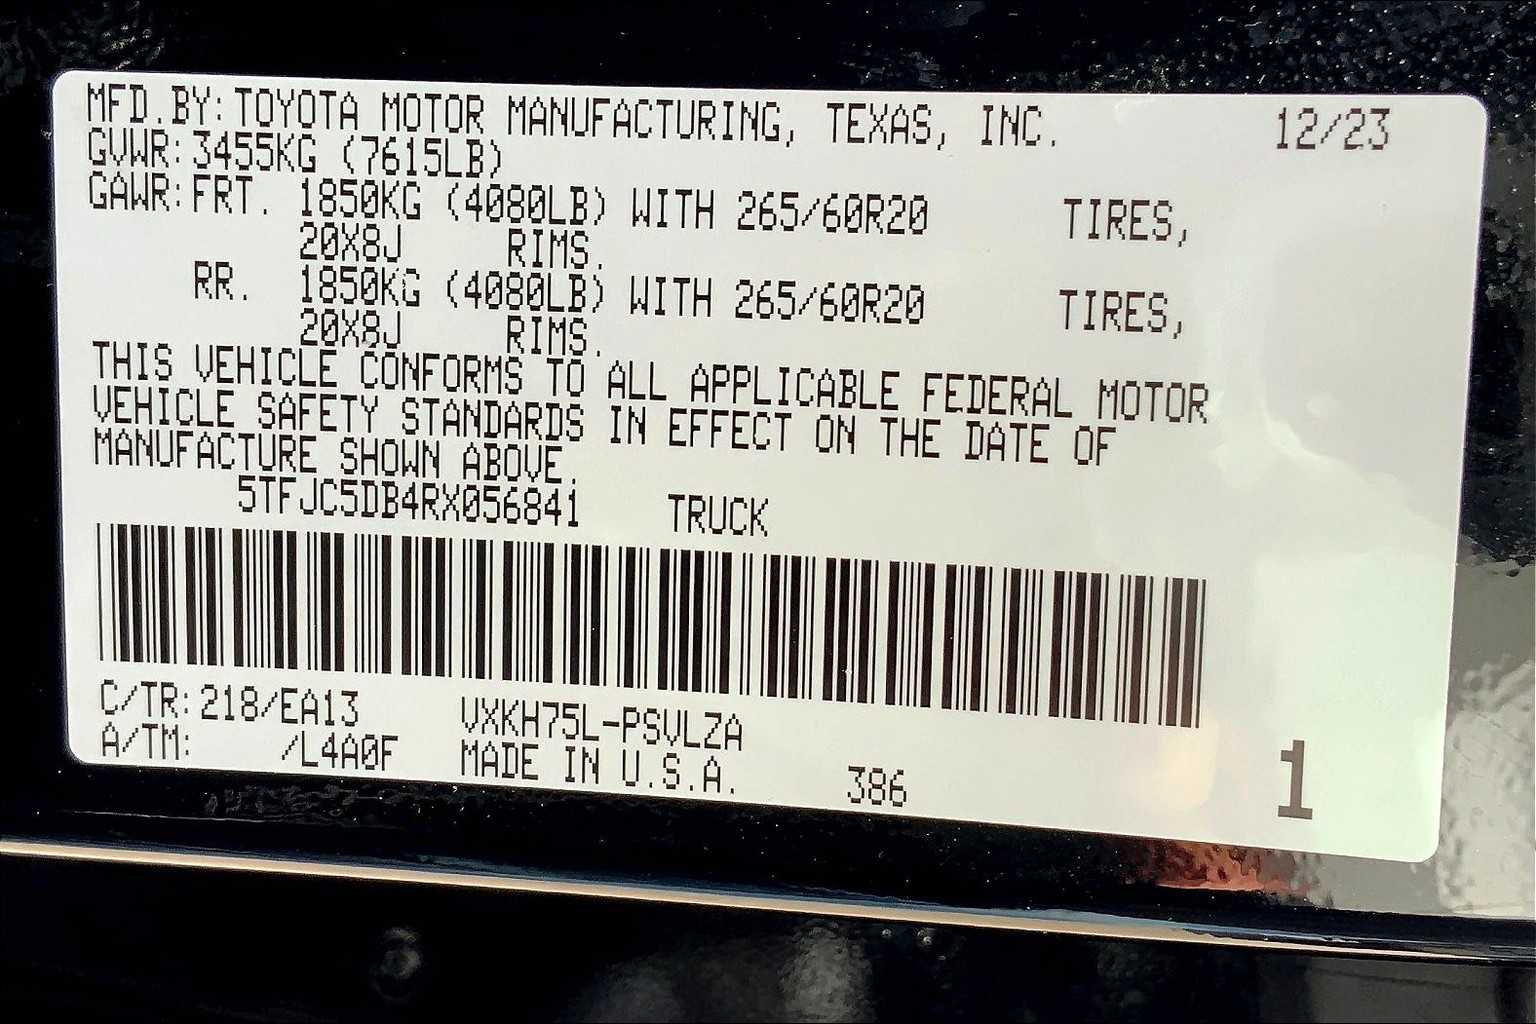 MFD.BY: TOYOTA MOTOR MANUFACTURING, TEXAS, INC. 12/23
GVWR: 3455KG (7615LB)
GAWR: FRT. 1850KG (4080LB) WITH 265/60R20 TIRES,
20X8J RIMS.
RR. 1850KG (4080LB) WITH 265/60R20 TIRES,
20X8J RIMS.
THIS VEHICLE CONFORMS TO ALL APPLICABLE FEDERAL MOTOR
VEHICLE SAFETY STANDARDS IN EFFECT ON THE DATE OF
MANUFACTURE SHOWN ABOVE.
5TFJC5DB4RX056841 TRUCK
C/TR: 218/EA13 VXKH75L-PSVLZA
A/TM: /L4A0F MADE IN U.S.A. 386 1